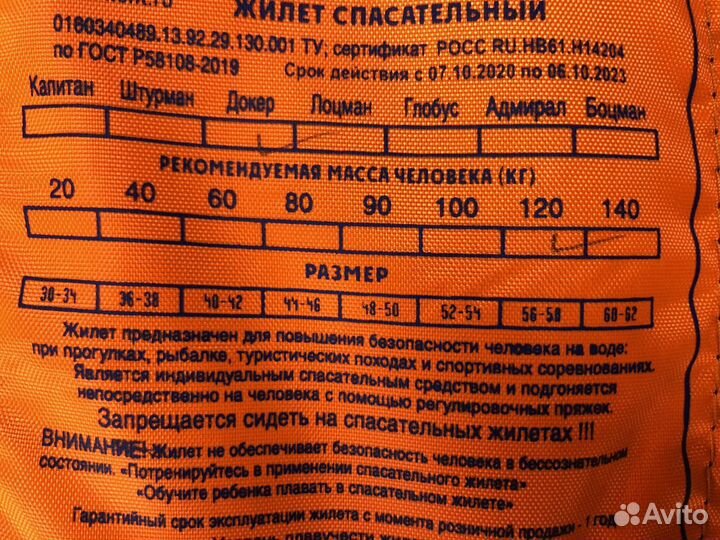 ЖИЛЕТ СПАСАТЕЛЬНЫЙ
0160340489.13.92.29.130.001 TV, сертификат РОСС RU.НВ61.Н14204
по ГОСТ Р58108-2019 Срок действия с 07.10.2020 по 06.10.2023
Капитан Штурман Докер Лоцман Глобус Адмирал Боцман
РЕКОМЕНДУЕМАЯ МАССА ЧЕЛОВЕКА (КГ)
20 40 60 80 90 100 120 140
РАЗМЕР
30-34 36-38 40-42 44-46 48-50 52-54 56-58 60-62
Жилет предназначен для повышения безопасности человека на воде:
при прогулках, рыбалке, туристических походах и спортивных соревнованиях.
Является индивидуальным спасательным средством и подгоняется
непосредственно на человека с помощью регулировочных пряжек.
Запрещается сидеть на спасательных жилетах !!!
ВНИМАНИЕ! Жилет не обеспечивает безопасность человека в бессознательном
состоянии. «Потренируйтесь в применении спасательного жилета»
«Обучите ребенка плавать в спасательном жилете»
Гарантийный срок эксплуатации жилета с момента розничной продажи - 1 год
Avito